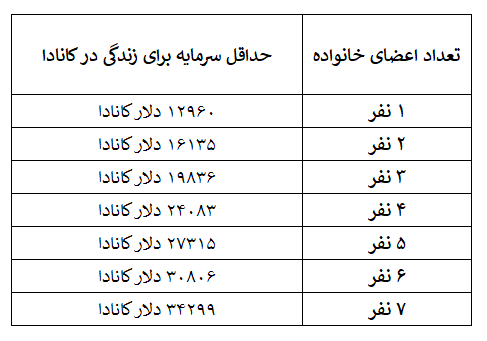 تعداد اعضای خانواده حداقل سرمایه برای زندگی در کانادا
۱ نفر ۱۲۹۶۰ دلار کانادا
۲ نفر ۱۶۱۳۵ دلار کانادا
۳ نفر ۱۹۸۳۶ دلار کانادا
۴ نفر ۲۴۰۸۳ دلار کانادا
۵ نفر ۲۷۳۱۵ دلار کانادا
۶ نفر ۳۰۸۰۶ دلار کانادا
۷ نفر ۳۴۲۹۹ دلار کانادا